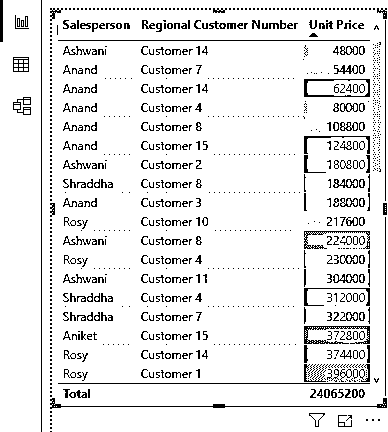 Salesperson Regional Customer Number Unit Price
Ashwani Customer 14 48000
Anand Customer 7 54400
Anand Customer 14 62400
Anand Customer 4 80000
Anand Customer 8 108800
Anand Customer 15 124800
Ashwani Customer 2 180800
Shraddha Customer 8 184000
Anand Customer 3 188000
Rosy Customer 10 217600
Ashwani Customer 8 224000
Rosy Customer 4 230000
Ashwani Customer 11 304000
Shraddha Customer 4 312000
Shraddha Customer 7 322000
Aniket Customer 15 372800
Rosy Customer 14 374400
Rosy Customer 1 396000
Total 24065200